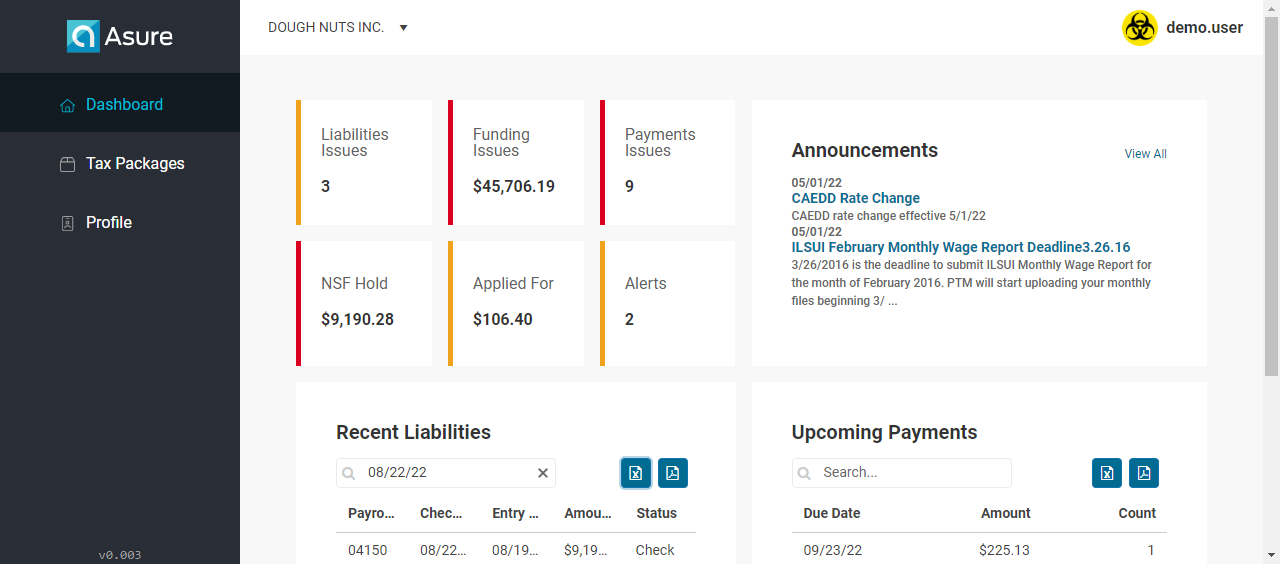 Asure
DOUGH NUTS INC.
demo.user
Dashboard
Tax Packages
Profile
v0.003
Liabilities
Issues
3
Funding
Issues
$45,706.19
Payments
Issues
9
NSF Hold
$9,190.28
Applied For
$106.40
Alerts
2
Announcements
View All
05/01/22
CAEDD Rate Change
CAEDD rate change effective 5/1/22
05/01/22
ILSUI February Monthly Wage Report Deadline3.26.16
3/26/2016 is the deadline to submit ILSUI Monthly Wage Report for
the month of February 2016. PTM will start uploading your monthly
files beginning 3/ ...
Recent Liabilities
08/22/22
Payro... Chec... Entry ... Amou... Status
04150 08/22... 08/19... $9,19... Check
Upcoming Payments
Search...
Due Date Amount Count
09/23/22 $225.13 1